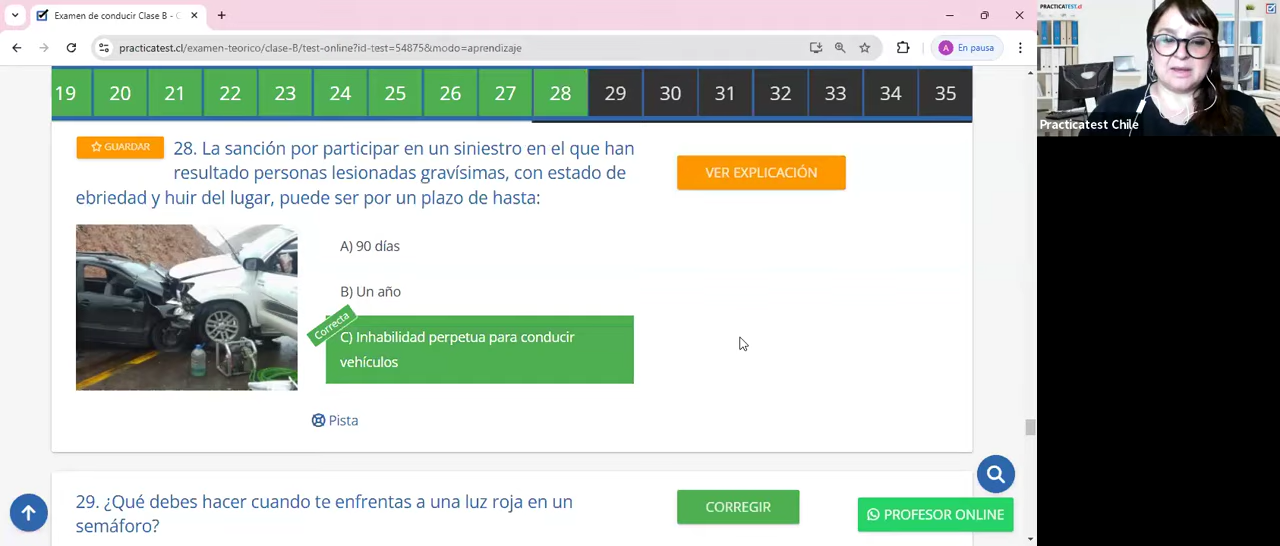 Examen de conducir Clase B - C
practicatest.cl/examen-teorico/clase-B/test-online?id-test=54875&modo=aprendizaje
A
En pausa
PRACTICATEST.cl
Practicatest Chile
19 20 21 22 23 24 25 26 27 28 29 30 31 32 33 34 35
GUARDAR
28. La sanción por participar en un siniestro en el que han
resultado personas lesionadas gravísimas, con estado de
ebriedad y huir del lugar, puede ser por un plazo de hasta:
VER EXPLICACIÓN
A) 90 días
B) Un año
Correcta
C) Inhabilidad perpetua para conducir
vehículos
Pista
29. ¿Qué debes hacer cuando te enfrentas a una luz roja en un
semáforo?
CORREGIR
PROFESOR ONLINE